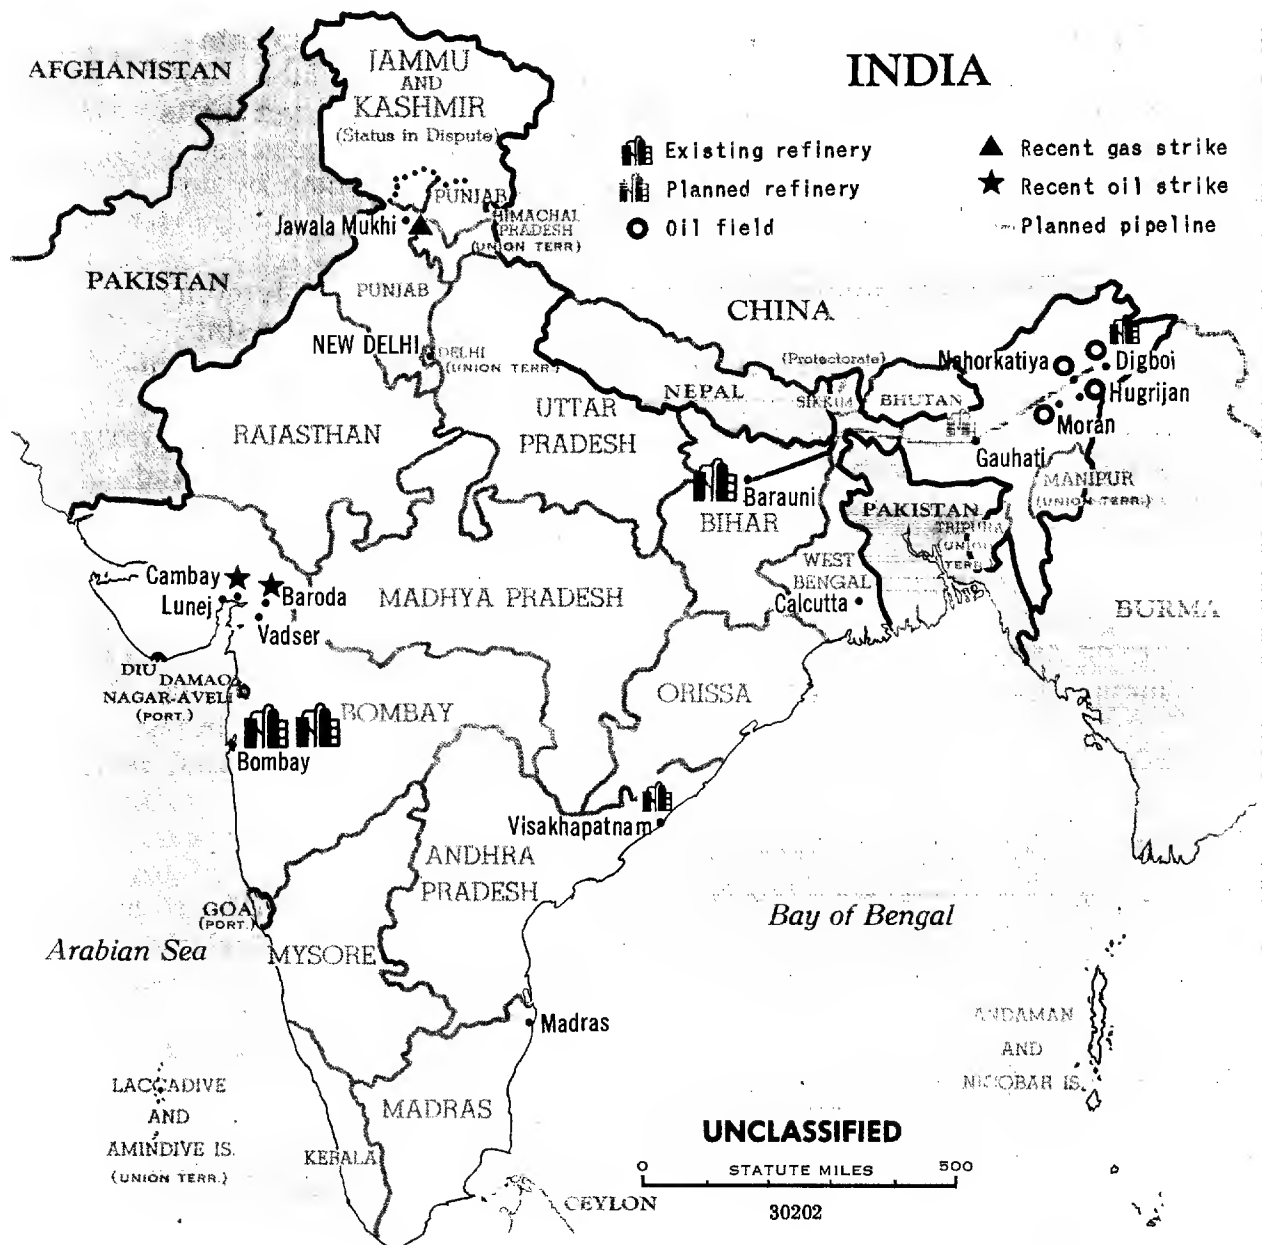 INDIA
AFGHANISTAN
JAMMU
AND
KASHMIR
(Status in Dispute)
Existing refinery
Planned refinery
Oil field
Recent gas strike
Recent oil strike
Planned pipeline
PUNJAB
Jawala Mukhi
HIMACHAL
PRADESH
(UNION TERR)
PAKISTAN
PUNJAB
CHINA
NEW DELHI
DELHI
(UNION TERR.)
(Protectorate)
Nahorkatiya
Digboi
NEPAL
SIKKIM
BHUTAN
Hugrijan
UTTAR
PRADESH
RAJASTHAN
Moran
Gauhati
Barauni
MANIPUR
(UNION TERR.)
BIHAR
PAKISTAN
TRIPURA
(UNION
TERR.)
WEST
BENGAL
Calcutta
Cambay
Lunej
Baroda
Vadser
MADHYA PRADESH
BURMA
DIU
DAMAO
NAGAR-AVELI
(PORT.)
BOMBAY
ORISSA
Bombay
Visakhapatnam
ANDHRA
PRADESH
GOA
(PORT.)
Bay of Bengal
Arabian Sea
MYSORE
Madras
ANDAMAN
AND
NICOBAR IS.
LACCADIVE
AND
AMINDIVE IS.
(UNION TERR.)
MADRAS
KERALA
UNCLASSIFIED
0 STATUTE MILES 500
CEYLON
30202